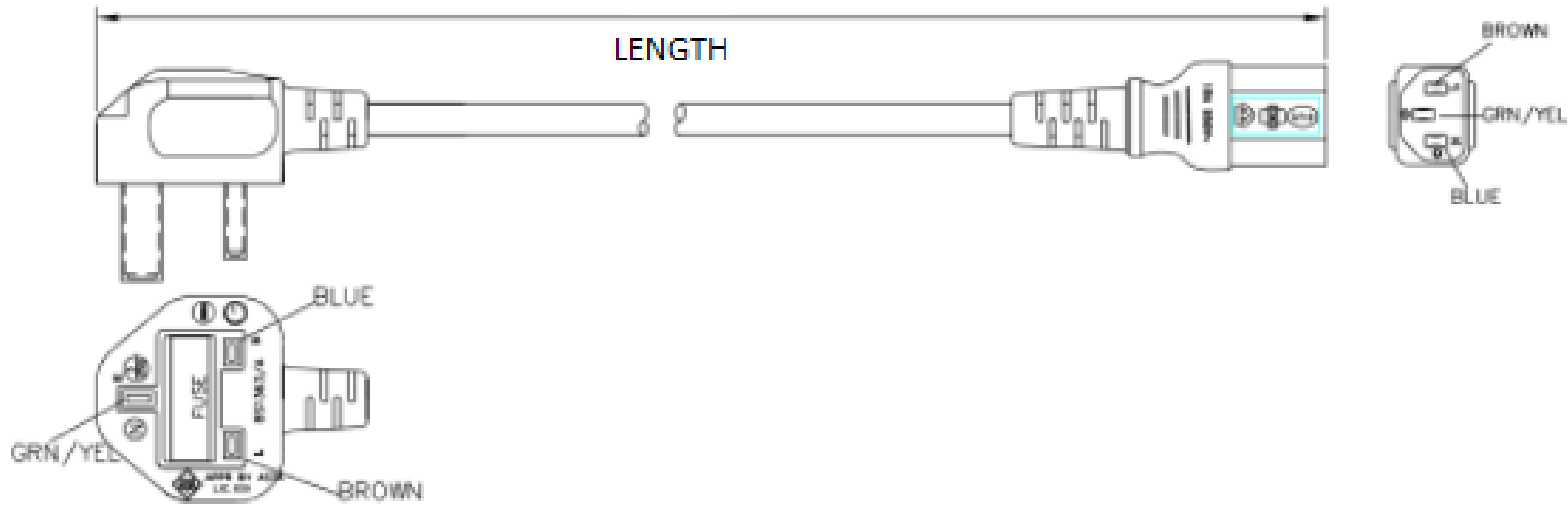 LENGTH
BROWN
GRN/YEL
BLUE
BLUE
FUSE
N
L
GRN/YEL
BROWN